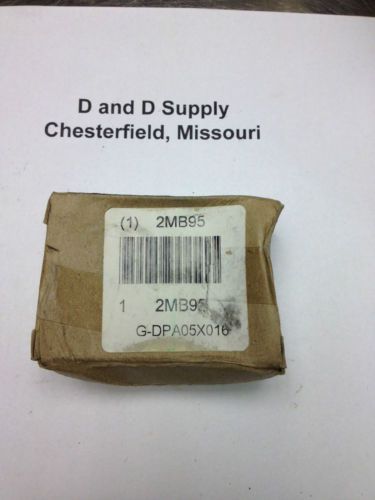 D and D Supply
Chesterfield, Missouri
(1) 2MB95
1 2MB95
G-DPA05X016